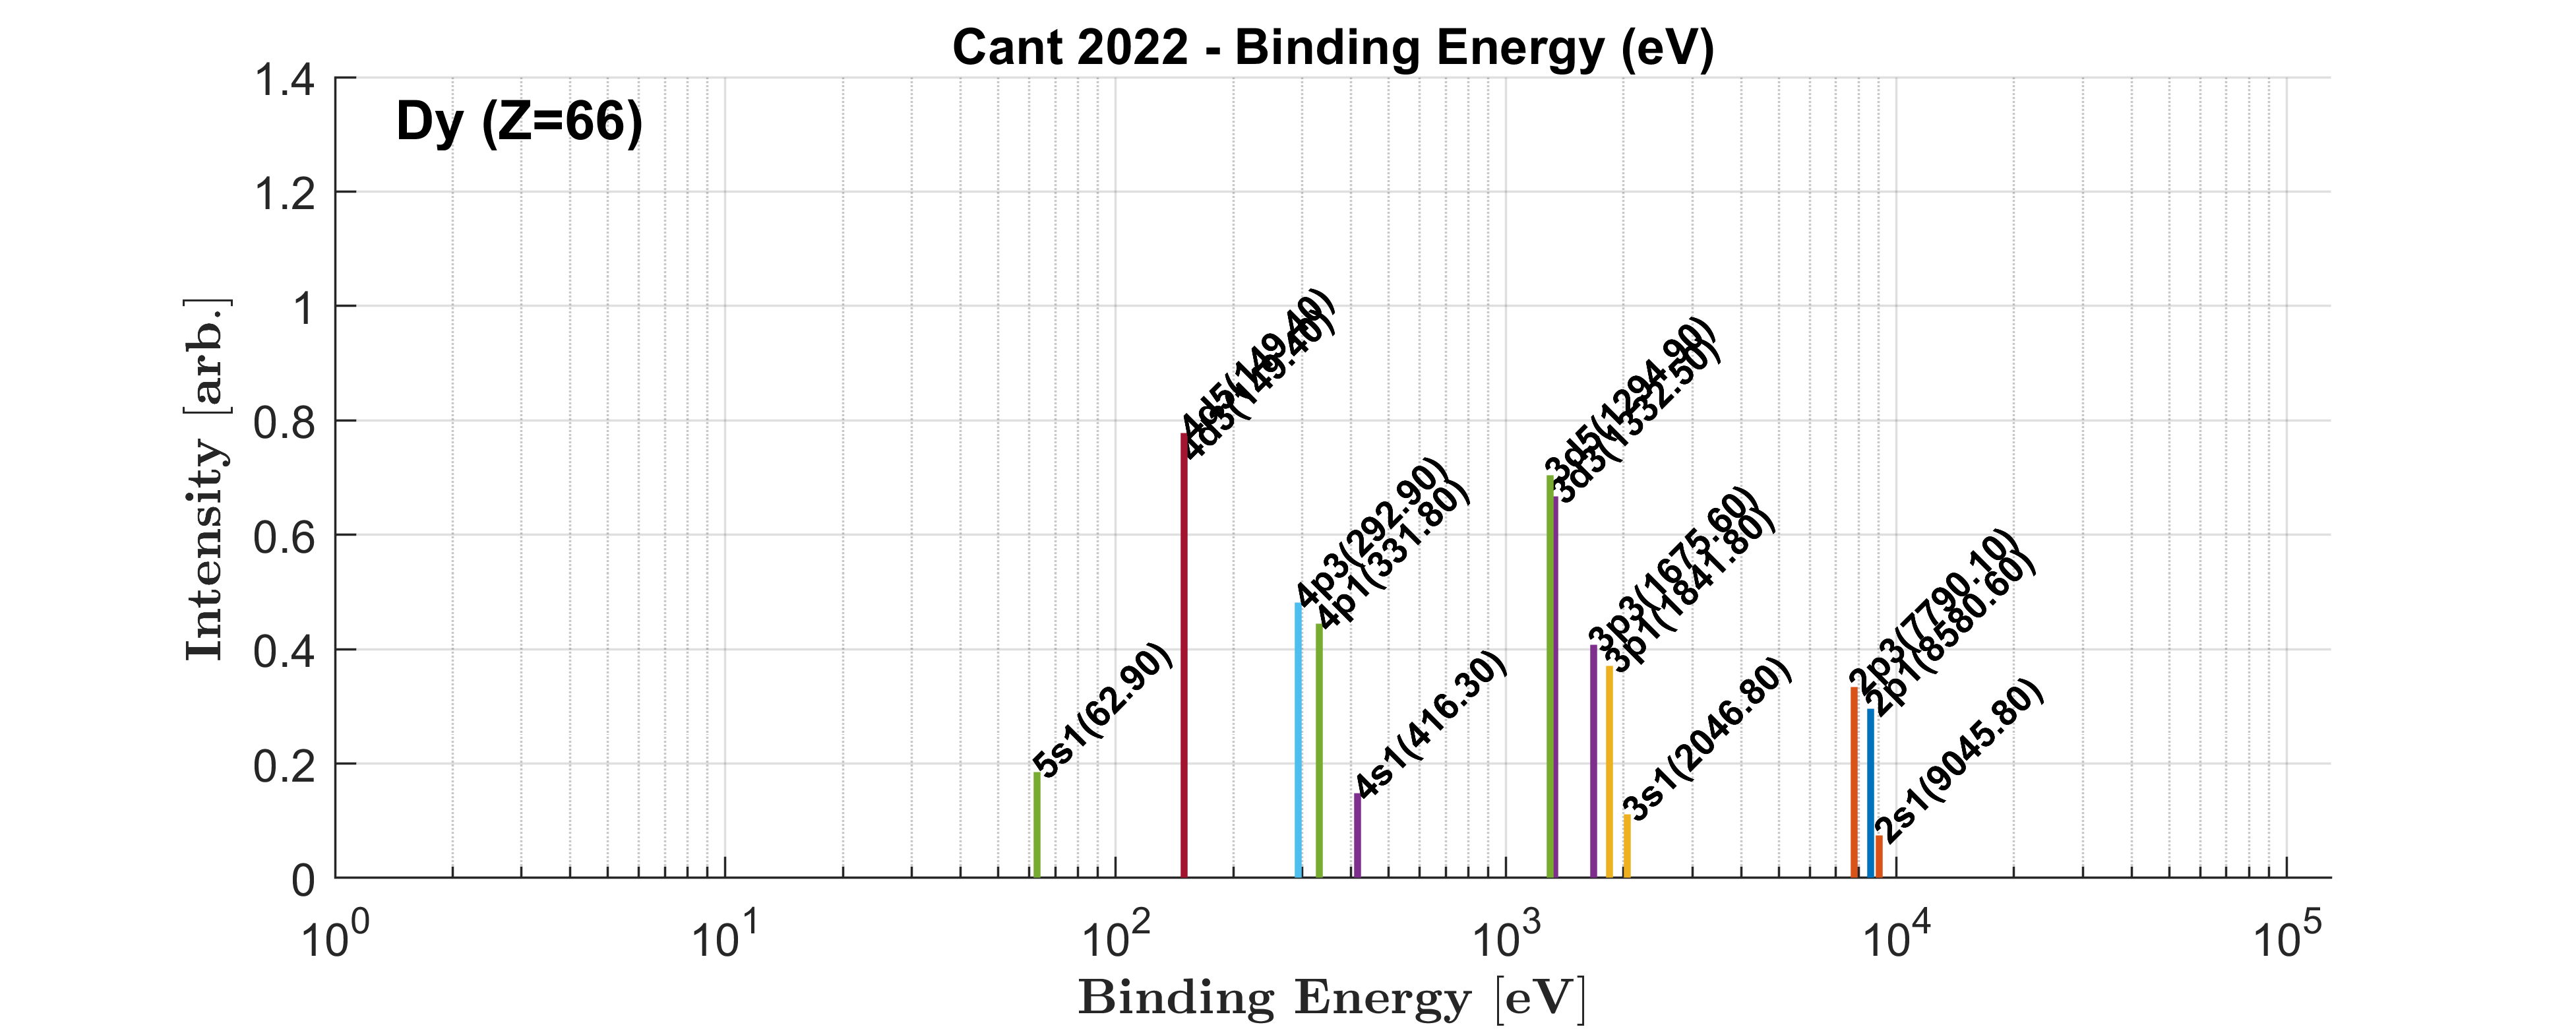 Cant 2022 - Binding Energy (eV)
Dy (Z=66)
1.4
1.2
1
0.8
0.6
0.4
0.2
0
Intensity [arb.]
5s1(62.90)
4d5(149.40)
4d3(149.40)
4p3(292.90)
4p1(331.80)
4s1(416.30)
3d5(1294.90)
3d3(1332.50)
3p3(1675.60)
3p1(1841.80)
3s1(2046.80)
2p3(7790.10)
2p1(8580.60)
2s1(9045.80)
10^0 10^1 10^2 10^3 10^4 10^5
Binding Energy [eV]